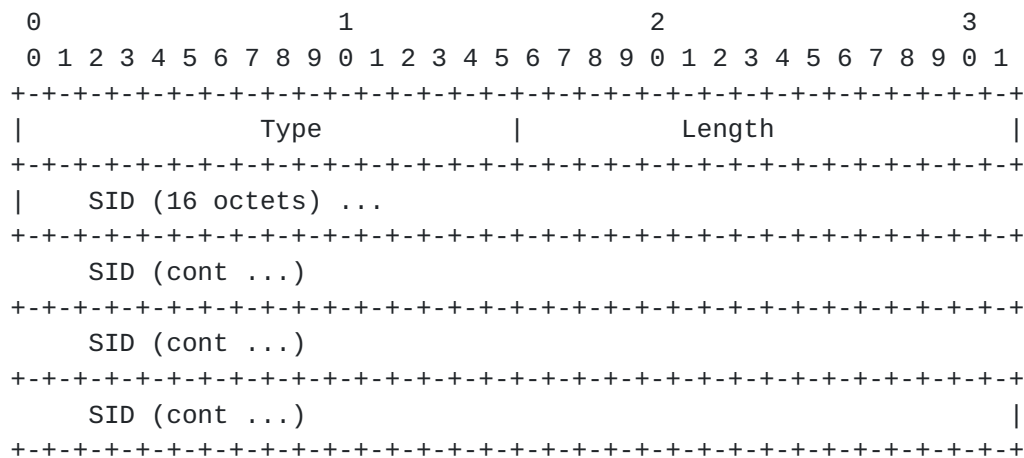 0                   1                   2                   3
 0 1 2 3 4 5 6 7 8 9 0 1 2 3 4 5 6 7 8 9 0 1 2 3 4 5 6 7 8 9 0 1
+-+-+-+-+-+-+-+-+-+-+-+-+-+-+-+-+-+-+-+-+-+-+-+-+-+-+-+-+-+-+-+-+
|               Type            |          Length               |
+-+-+-+-+-+-+-+-+-+-+-+-+-+-+-+-+-+-+-+-+-+-+-+-+-+-+-+-+-+-+-+-+
|    SID (16 octets) ...
+-+-+-+-+-+-+-+-+-+-+-+-+-+-+-+-+-+-+-+-+-+-+-+-+-+-+-+-+-+-+-+-+
     SID (cont ...)
+-+-+-+-+-+-+-+-+-+-+-+-+-+-+-+-+-+-+-+-+-+-+-+-+-+-+-+-+-+-+-+-+
     SID (cont ...)
+-+-+-+-+-+-+-+-+-+-+-+-+-+-+-+-+-+-+-+-+-+-+-+-+-+-+-+-+-+-+-+-+
     SID (cont ...)                                             |
+-+-+-+-+-+-+-+-+-+-+-+-+-+-+-+-+-+-+-+-+-+-+-+-+-+-+-+-+-+-+-+-+